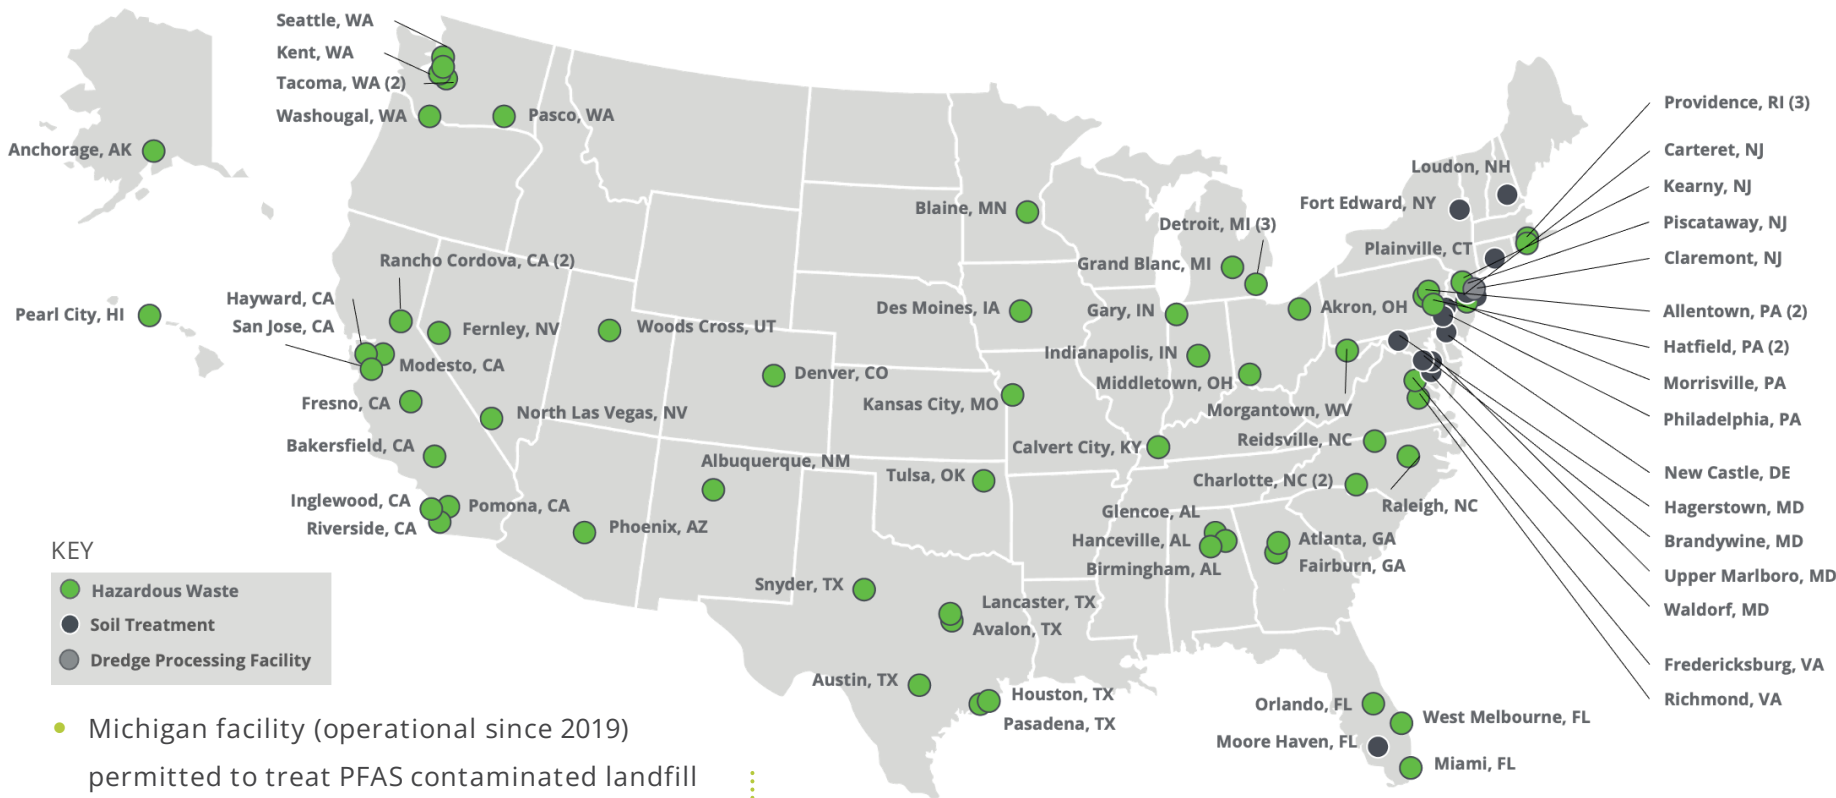 Seattle, WA
Kent, WA
Tacoma, WA (2)
Washougal, WA
Pasco, WA
Anchorage, AK
Pearl City, HI
Rancho Cordova, CA (2)
Hayward, CA
San Jose, CA
Fernley, NV
Modesto, CA
Fresno, CA
North Las Vegas, NV
Bakersfield, CA
Inglewood, CA
Pomona, CA
Riverside, CA
Woods Cross, UT
Denver, CO
Albuquerque, NM
Phoenix, AZ
Blaine, MN
Des Moines, IA
Kansas City, MO
Tulsa, OK
Snyder, TX
Lancaster, TX
Avalon, TX
Austin, TX
Houston, TX
Pasadena, TX
Detroit, MI (3)
Grand Blanc, MI
Gary, IN
Akron, OH
Indianapolis, IN
Middletown, OH
Morgantown, WV
Calvert City, KY
Reidsville, NC
Charlotte, NC (2)
Raleigh, NC
Glencoe, AL
Hanceville, AL
Birmingham, AL
Atlanta, GA
Fairburn, GA
Orlando, FL
West Melbourne, FL
Moore Haven, FL
Miami, FL
Loudon, NH
Fort Edward, NY
Plainville, CT
Providence, RI (3)
Carteret, NJ
Kearny, NJ
Piscataway, NJ
Claremont, NJ
Allentown, PA (2)
Hatfield, PA (2)
Morrisville, PA
Philadelphia, PA
New Castle, DE
Hagerstown, MD
Brandywine, MD
Upper Marlboro, MD
Waldorf, MD
Fredericksburg, VA
Richmond, VA
KEY
Hazardous Waste
Soil Treatment
Dredge Processing Facility
• Michigan facility (operational since 2019)
permitted to treat PFAS contaminated landfill